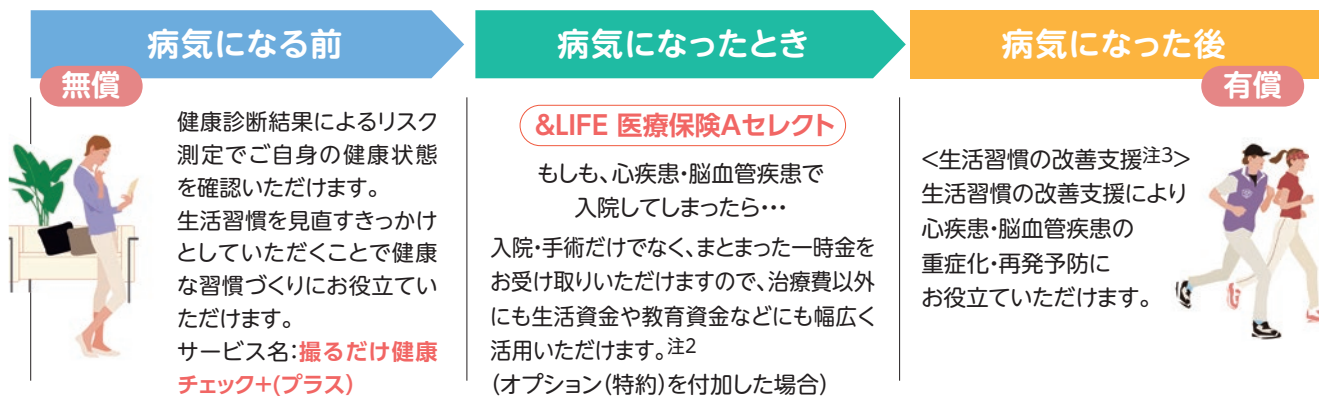 病気になる前
無償
健康診断結果によるリスク
測定でご自身の健康状態
を確認いただけます。
生活習慣を見直すきっかけ
としていただくことで健康
な習慣づくりにお役立てい
ただけます。
サービス名:撮るだけ健康
チェック+(プラス)
病気になったとき
&LIFE 医療保険Aセレクト
もしも、心疾患・脳血管疾患で
入院してしまったら・・・
入院・手術だけでなく、まとまった一時金を
お受け取りいただけますので、治療費以外
にも生活資金や教育資金などにも幅広く
活用いただけます。注2
(オプション(特約)を付加した場合)
病気になった後
有償
<生活習慣の改善支援注3>
生活習慣の改善支援により
心疾患・脳血管疾患の
重症化・再発予防に
お役立ていただけます。